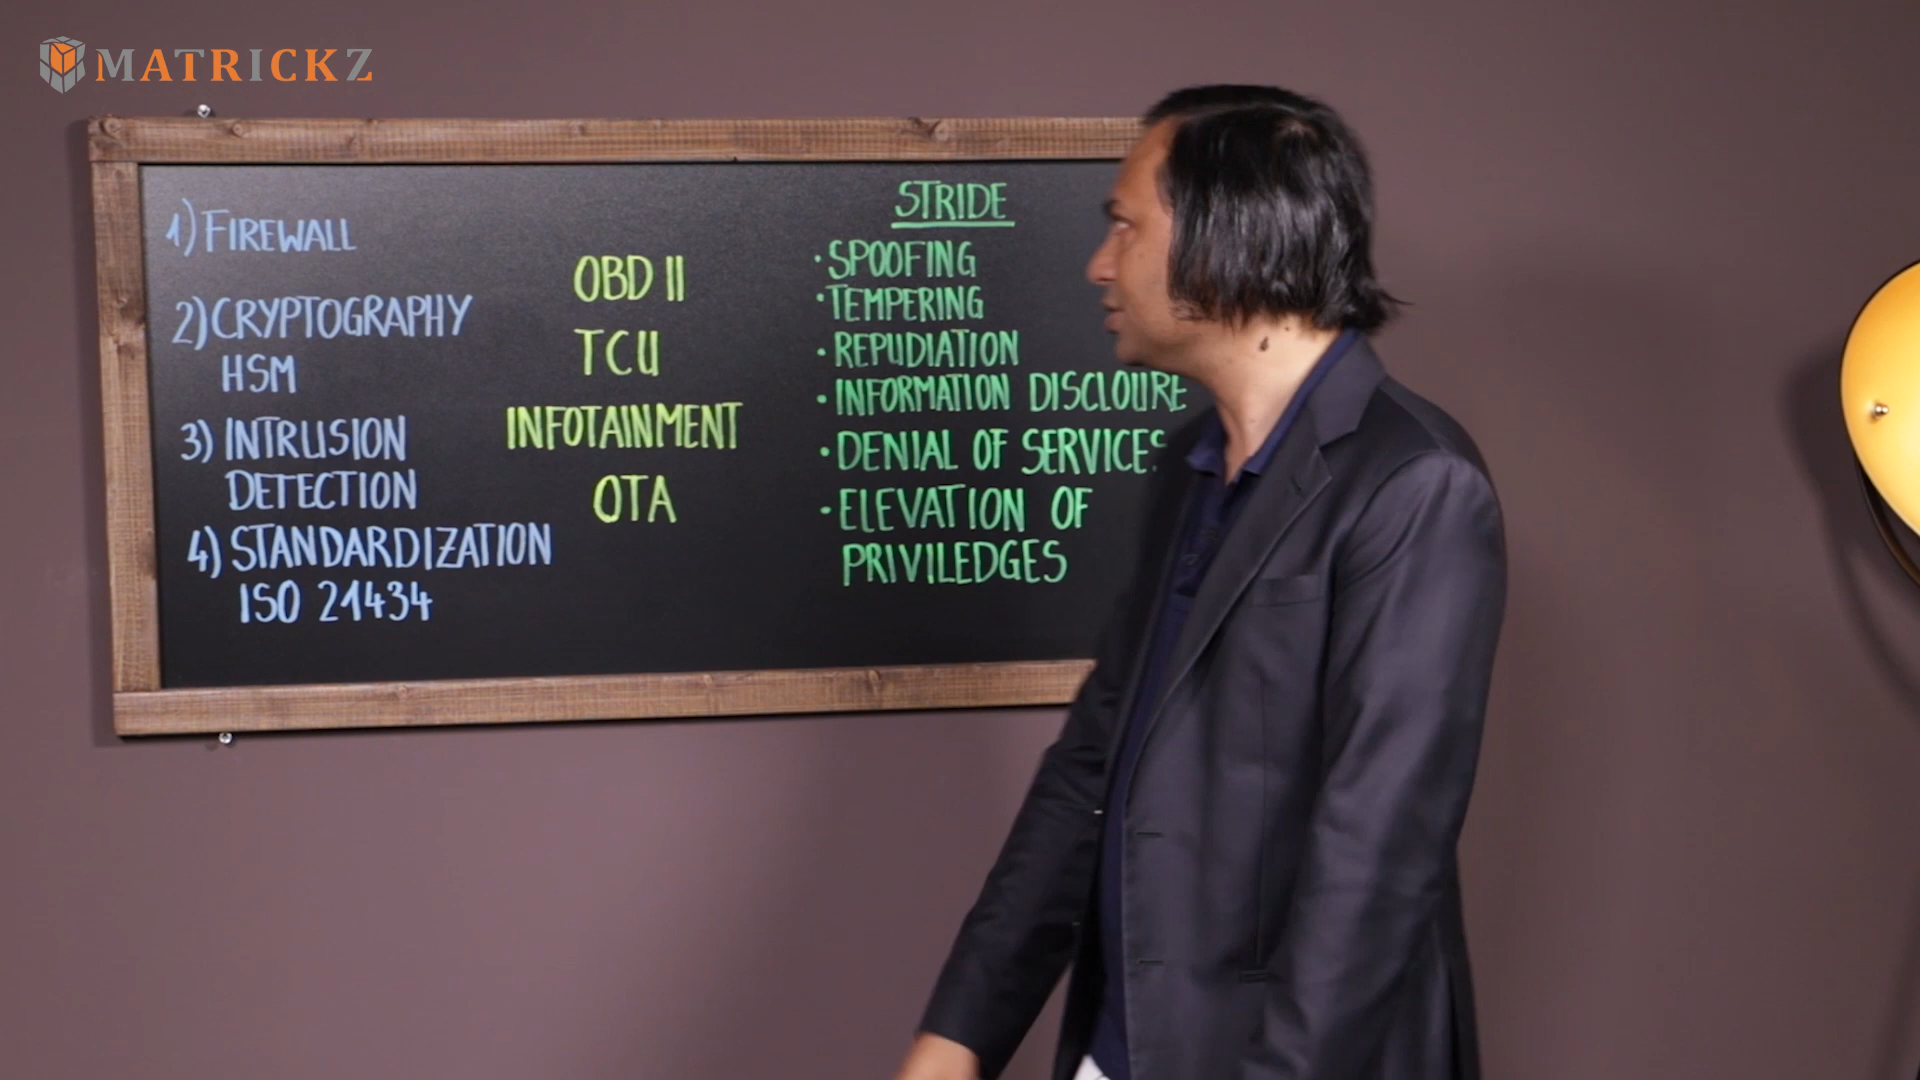 MATRICKZ
1) FIREWALL
2) CRYPTOGRAPHY
HSM
3) INTRUSION
DETECTION
4) STANDARDIZATION
ISO 21434
OBD II
TCU
INFOTAINMENT
OTA
STRIDE
• SPOOFING
• TEMPERING
• REPUDIATION
• INFORMATION DISCLOURE
• DENIAL OF SERVICES
• ELEVATION OF
PRIVILEDGES